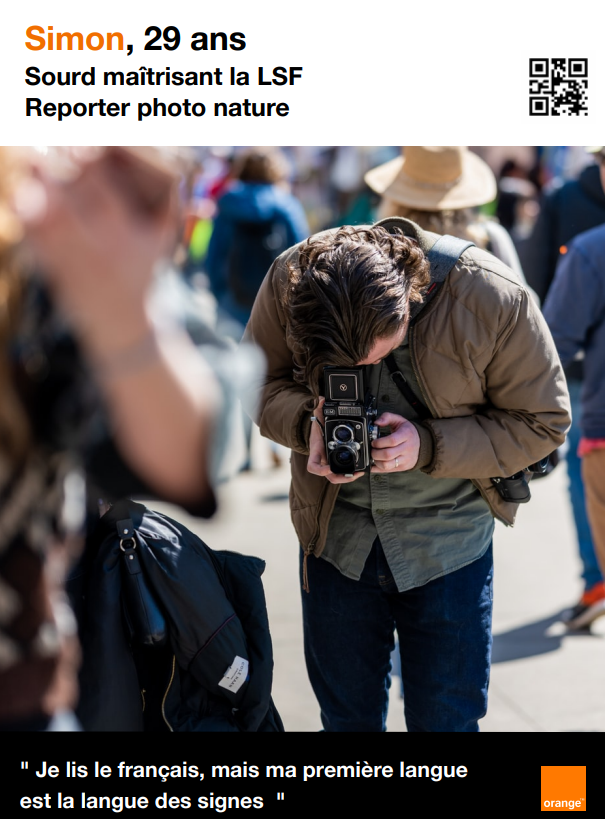 Simon, 29 ans
Sourd maîtrisant la LSF
Reporter photo nature
" Je lis le français, mais ma première langue
est la langue des signes "
orange™